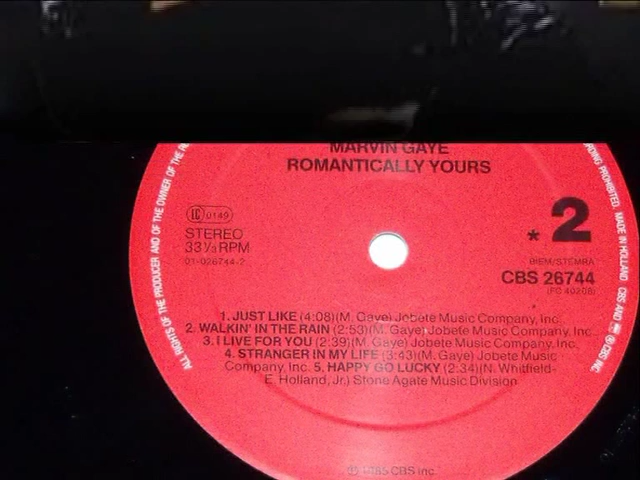 MARVIN GAYE
ROMANTICALLY YOURS
LC 0149
STEREO
33⅓ RPM
01-026744-2
* 2
BIEM/STEMRA
CBS 26744
(PC 40208)
1. JUST LIKE (4:08)(M. Gaye) Jobete Music Company, Inc.
2. WALKIN' IN THE RAIN (2:53)(M. Gaye) Jobete Music Company, Inc.
3. I LIVE FOR YOU (2:39)(M. Gaye) Jobete Music Company, Inc.
4. STRANGER IN MY LIFE (3:43)(M. Gaye) Jobete Music
Company, Inc. 5. HAPPY GO LUCKY (2:34)(N. Whitfield-
E. Holland, Jr.) Stone Agate Music Division
ALL RIGHTS OF THE PRODUCER AND OF THE OWNER OF THE
PROHIBITED. MADE IN HOLLAND CBS AND ℗ © CBS INC.
© 1985 CBS Inc.